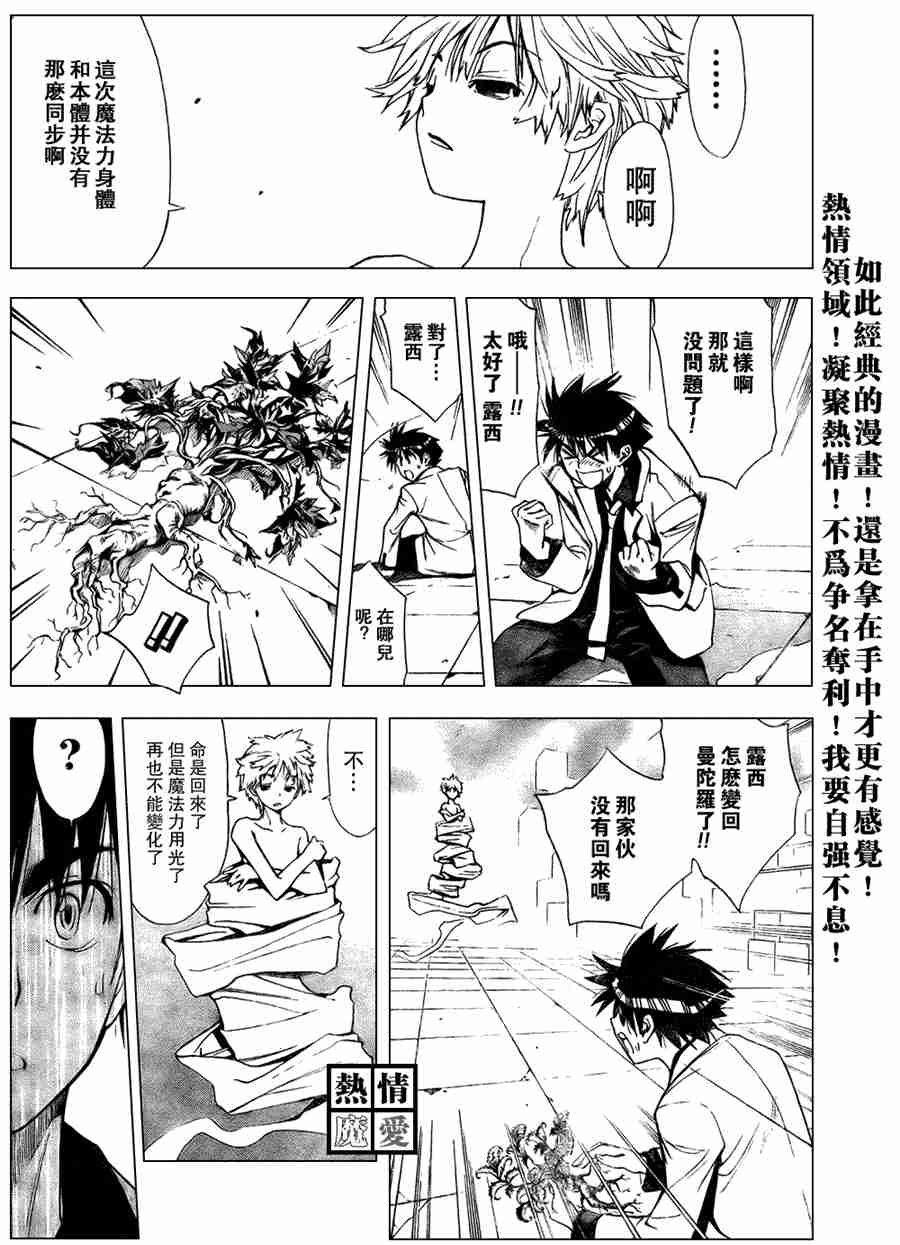 ……
啊
啊
這次魔法力身體
和本體并没有
那麽同步啊
這樣啊
那就
没問題了!
哦——!!
太好了 露西
對了…
露西
在哪兒
呢?
!!
露西
怎麽變回
曼陀羅了!!
那家伙
没有回來嗎
不…
命是回來了
但是魔法力用光了
再也不能變化了
?
熱情
魔愛
如此經典的漫畫！還是拿在手中才更有感覺！
熱情領域！凝聚熱情！不爲争名奪利！我要自强不息！